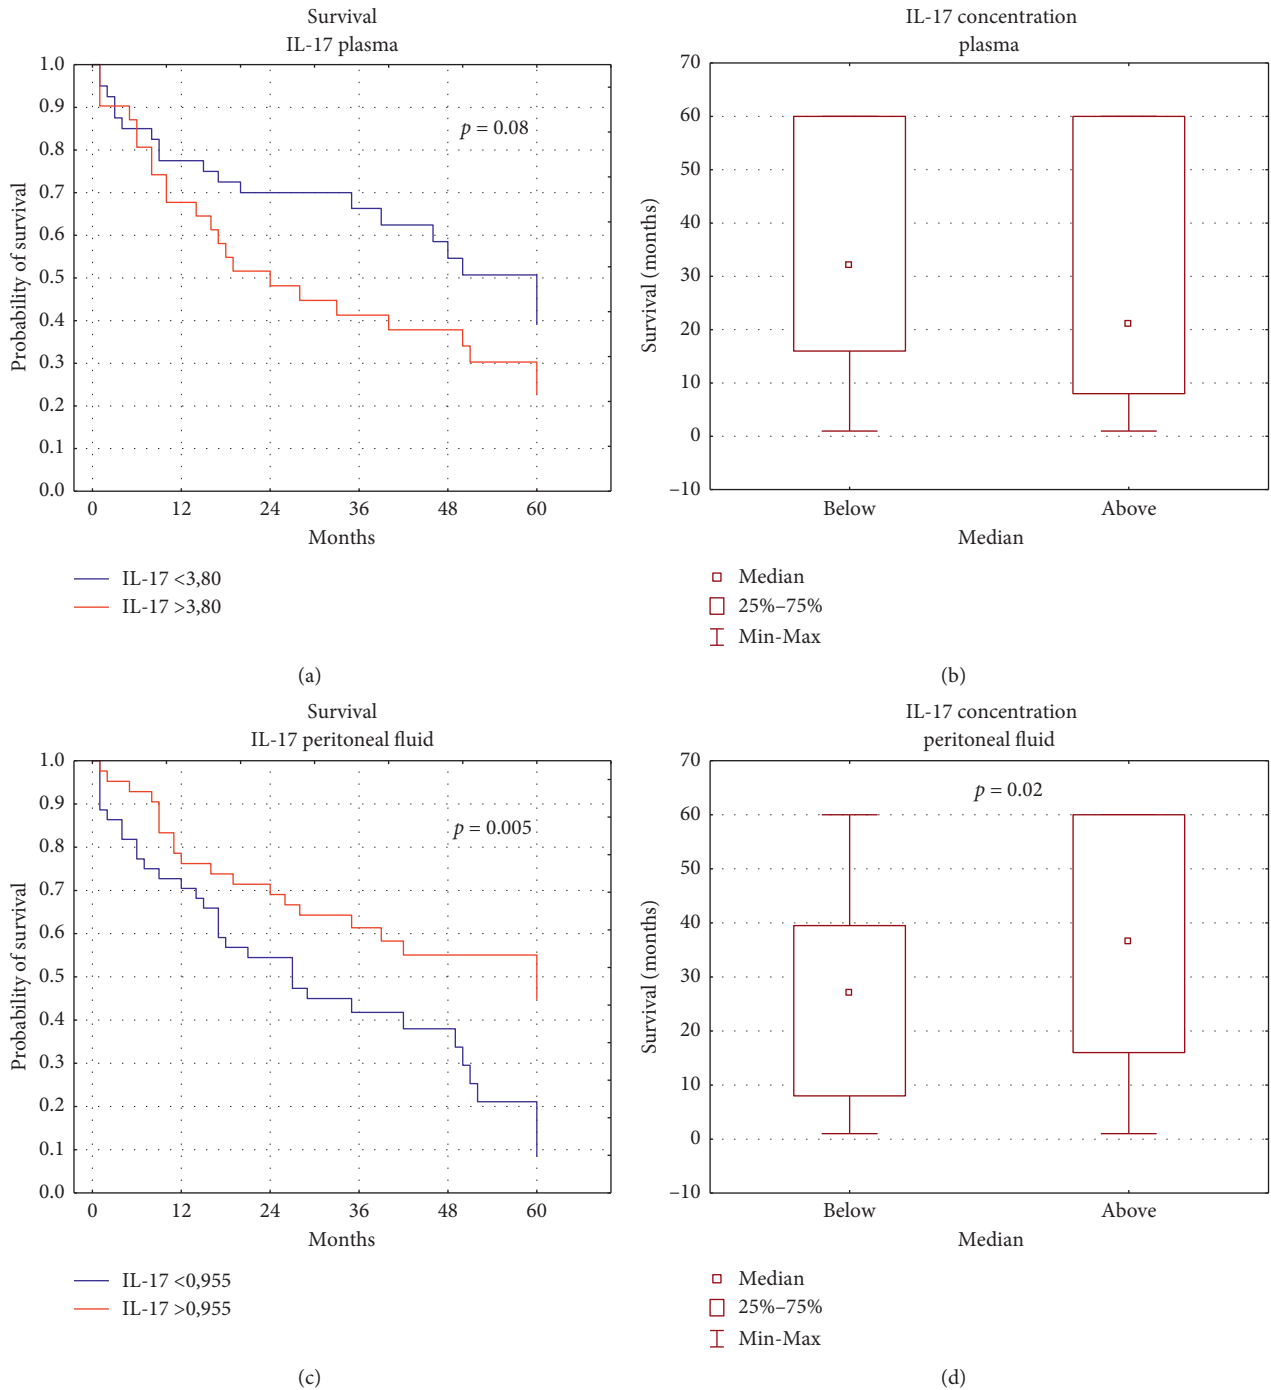 Survival
IL-17 plasma
Probability of survival
1.0
0.9
0.8
0.7
0.6
0.5
0.4
0.3
0.2
0.1
0.0
p = 0.08
0 12 24 36 48 60
Months
IL-17 <3,80
IL-17 >3,80
(a)
IL-17 concentration
plasma
Survival (months)
70
60
50
40
30
20
10
0
−10
Below Above
Median
Median
25%–75%
Min-Max
(b)
Survival
IL-17 peritoneal fluid
Probability of survival
1.0
0.9
0.8
0.7
0.6
0.5
0.4
0.3
0.2
0.1
0.0
p = 0.005
0 12 24 36 48 60
Months
IL-17 <0,955
IL-17 >0,955
(c)
IL-17 concentration
peritoneal fluid
Survival (months)
70
60
50
40
30
20
10
0
−10
p = 0.02
Below Above
Median
Median
25%–75%
Min-Max
(d)